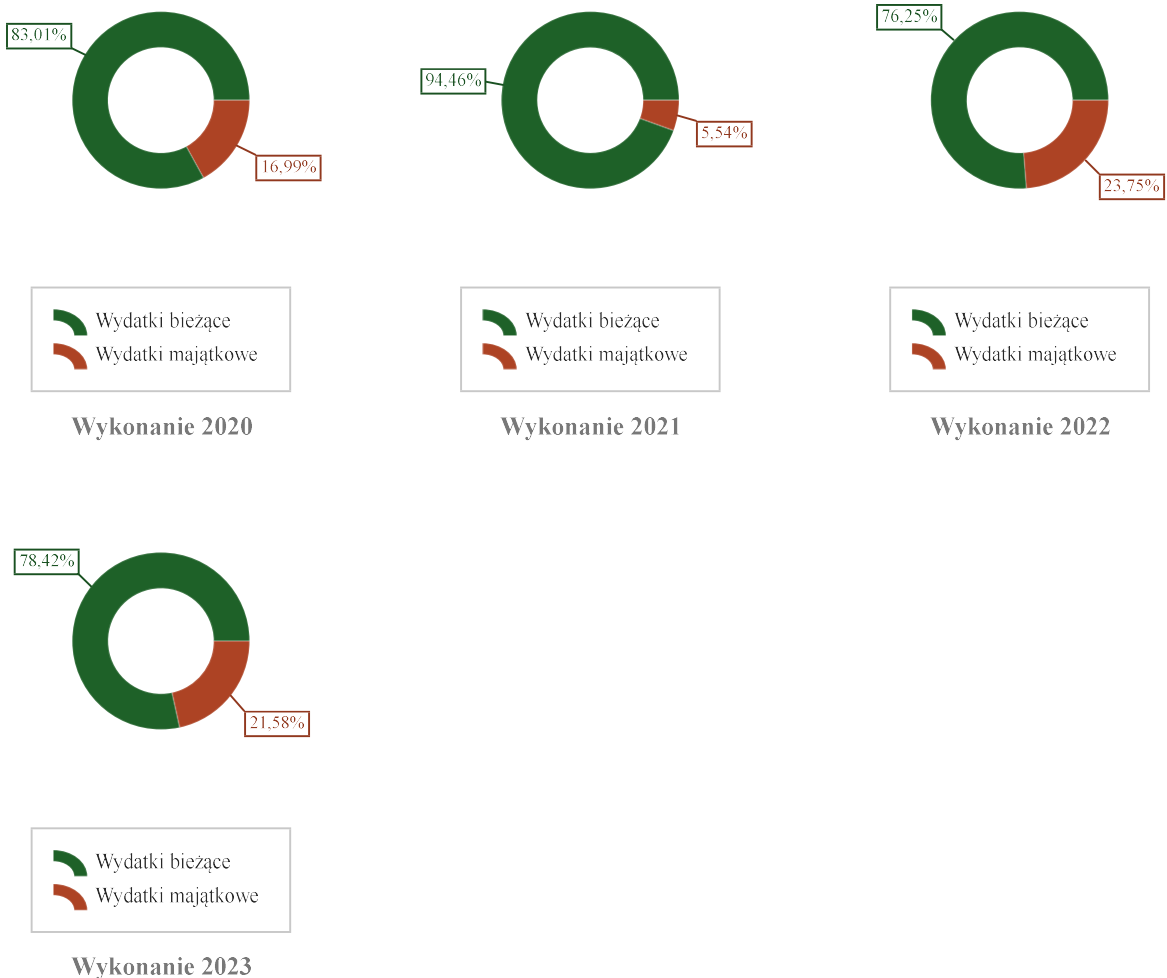 83,01%
16,99%
Wydatki bieżące
Wydatki majątkowe
Wykonanie 2020
94,46%
5,54%
Wydatki bieżące
Wydatki majątkowe
Wykonanie 2021
76,25%
23,75%
Wydatki bieżące
Wydatki majątkowe
Wykonanie 2022
78,42%
21,58%
Wydatki bieżące
Wydatki majątkowe
Wykonanie 2023